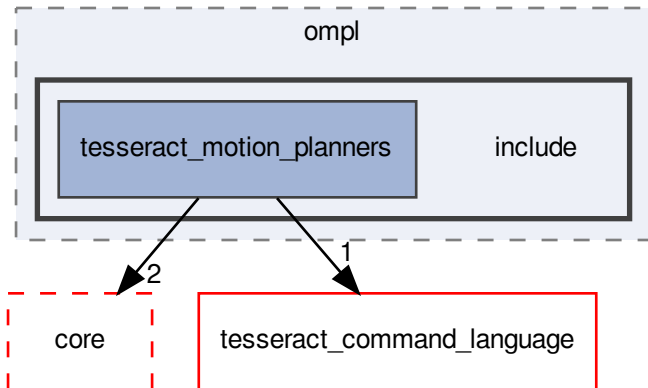 ompl
tesseract_motion_planners
include
2
1
core
tesseract_command_language